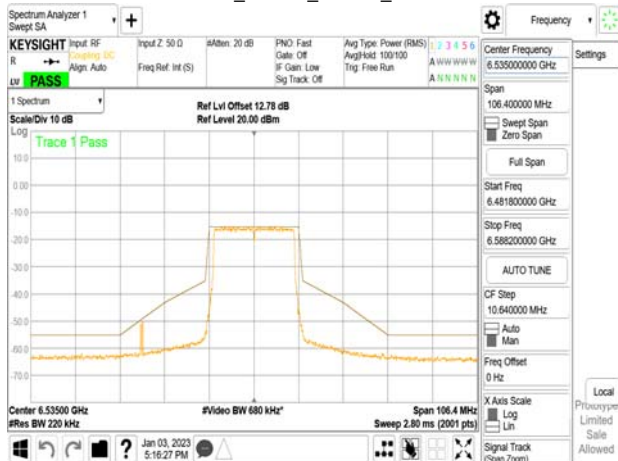 Spectrum Analyzer 1
Swept SA
Frequency
KEYSIGHT
Input: RF
Coupling: DC
Align: Auto
Input Z: 50 Ω
Freq Ref: Int (S)
#Atten: 20 dB
PNO: Fast
Gate: Off
IF Gain: Low
Sig Track: Off
Avg Type: Power (RMS)
Avg|Hold: 100/100
Trig: Free Run
1 2 3 4 5 6
A W W W W W
A N N N N N
R
LXI
PASS
1 Spectrum
Scale/Div 10 dB
Ref Lvl Offset 12.78 dB
Ref Level 20.00 dBm
Log
Trace 1 Pass
10.0
0.00
-10.0
-20.0
-30.0
-40.0
-50.0
-60.0
-70.0
Center 6.53500 GHz
#Res BW 220 kHz
#Video BW 680 kHz*
Span 106.4 MHz
Sweep 2.80 ms (2001 pts)
Jan 03, 2023
5:16:27 PM
Center Frequency
6.535000000 GHz
Settings
Span
106.400000 MHz
Swept Span
Zero Span
Full Span
Start Freq
6.481800000 GHz
Stop Freq
6.588200000 GHz
AUTO TUNE
CF Step
10.640000 MHz
Auto
Man
Freq Offset
0 Hz
X Axis Scale
Log
Lin
Signal Track
(Span Zoom)
Local
Prototype
Limited
Sale
Allowed